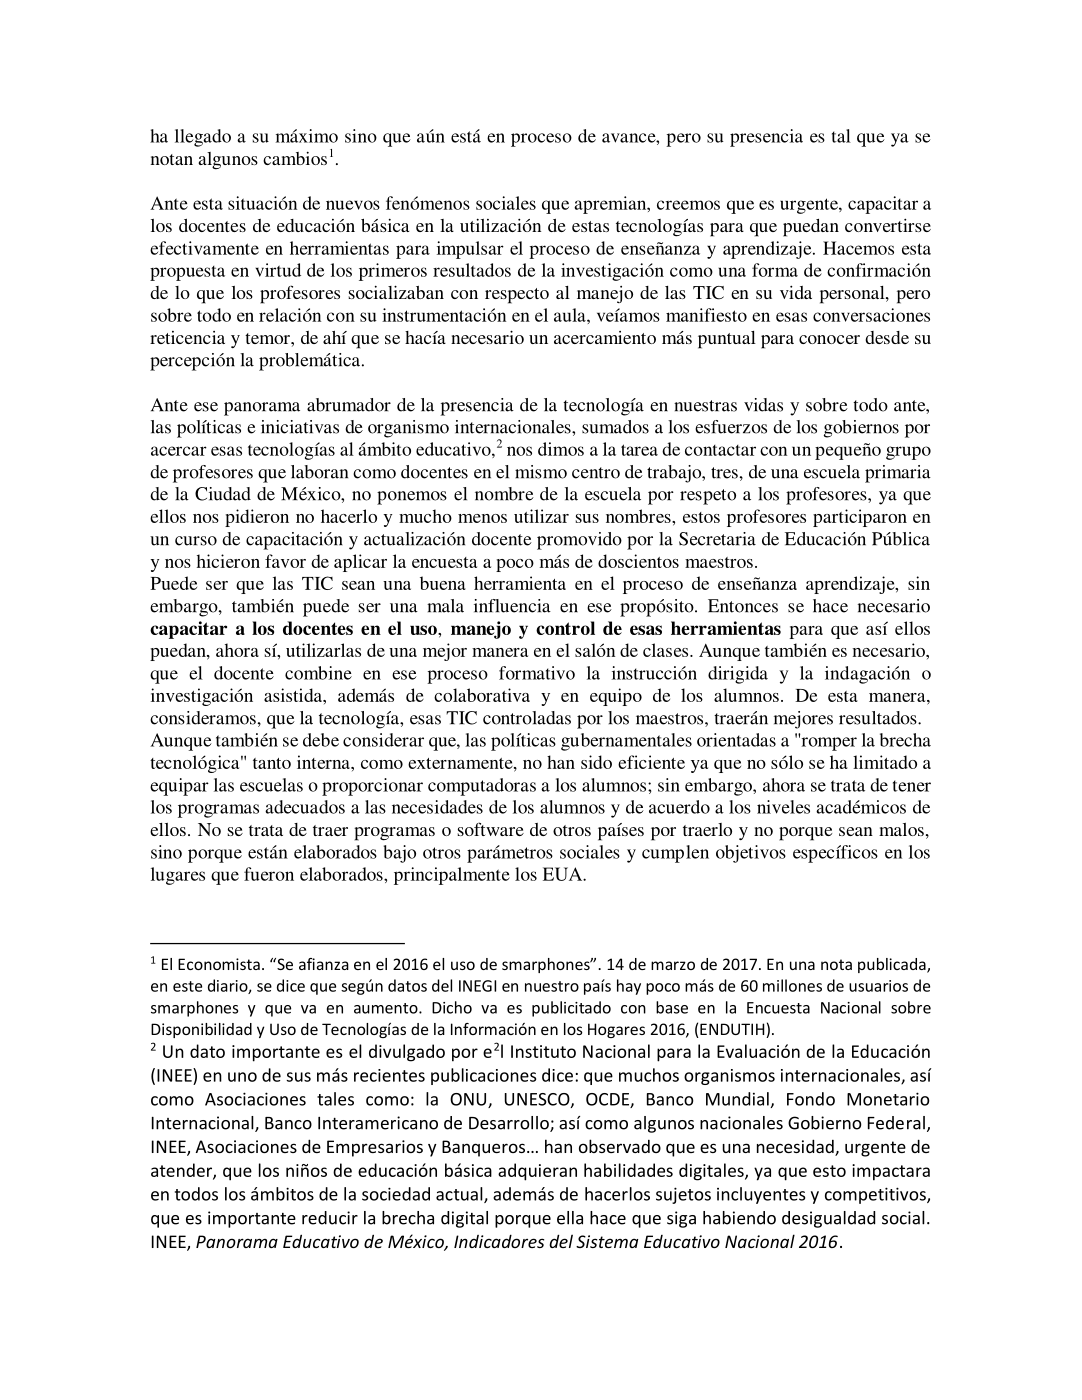 ha llegado a su máximo sino que aún está en proceso de avance, pero su presencia es tal que ya se
notan algunos cambios1.
Ante esta situación de nuevos fenómenos sociales que apremian, creemos que es urgente, capacitar a
los docentes de educación básica en la utilización de estas tecnologías para que puedan convertirse
efectivamente en herramientas para impulsar el proceso de enseñanza y aprendizaje. Hacemos esta
propuesta en virtud de los primeros resultados de la investigación como una forma de confirmación
de lo que los profesores socializaban con respecto al manejo de las TIC en su vida personal, pero
sobre todo en relación con su instrumentación en el aula, veíamos manifiesto en esas conversaciones
reticencia y temor, de ahí que se hacía necesario un acercamiento más puntual para conocer desde su
percepción la problemática.
Ante ese panorama abrumador de la presencia de la tecnología en nuestras vidas y sobre todo ante,
las políticas e iniciativas de organismo internacionales, sumados a los esfuerzos de los gobiernos por
acercar esas tecnologías al ámbito educativo,2 nos dimos a la tarea de contactar con un pequeño grupo
de profesores que laboran como docentes en el mismo centro de trabajo, tres, de una escuela primaria
de la Ciudad de México, no ponemos el nombre de la escuela por respeto a los profesores, ya que
ellos nos pidieron no hacerlo y mucho menos utilizar sus nombres, estos profesores participaron en
un curso de capacitación y actualización docente promovido por la Secretaria de Educación Pública
y nos hicieron favor de aplicar la encuesta a poco más de doscientos maestros.
Puede ser que las TIC sean una buena herramienta en el proceso de enseñanza aprendizaje, sin
embargo, también puede ser una mala influencia en ese propósito. Entonces se hace necesario
capacitar a los docentes en el uso, manejo y control de esas herramientas para que así ellos
puedan, ahora sí, utilizarlas de una mejor manera en el salón de clases. Aunque también es necesario,
que el docente combine en ese proceso formativo la instrucción dirigida y la indagación o
investigación asistida, además de colaborativa y en equipo de los alumnos. De esta manera,
consideramos, que la tecnología, esas TIC controladas por los maestros, traerán mejores resultados.
Aunque también se debe considerar que, las políticas gubernamentales orientadas a "romper la brecha
tecnológica" tanto interna, como externamente, no han sido eficiente ya que no sólo se ha limitado a
equipar las escuelas o proporcionar computadoras a los alumnos; sin embargo, ahora se trata de tener
los programas adecuados a las necesidades de los alumnos y de acuerdo a los niveles académicos de
ellos. No se trata de traer programas o software de otros países por traerlo y no porque sean malos,
sino porque están elaborados bajo otros parámetros sociales y cumplen objetivos específicos en los
lugares que fueron elaborados, principalmente los EUA.
1 El Economista. “Se afianza en el 2016 el uso de smarphones”. 14 de marzo de 2017. En una nota publicada,
en este diario, se dice que según datos del INEGI en nuestro país hay poco más de 60 millones de usuarios de
smarphones y que va en aumento. Dicho va es publicitado con base en la Encuesta Nacional sobre
Disponibilidad y Uso de Tecnologías de la Información en los Hogares 2016, (ENDUTIH).
2 Un dato importante es el divulgado por e2l Instituto Nacional para la Evaluación de la Educación
(INEE) en uno de sus más recientes publicaciones dice: que muchos organismos internacionales, así
como Asociaciones tales como: la ONU, UNESCO, OCDE, Banco Mundial, Fondo Monetario
Internacional, Banco Interamericano de Desarrollo; así como algunos nacionales Gobierno Federal,
INEE, Asociaciones de Empresarios y Banqueros… han observado que es una necesidad, urgente de
atender, que los niños de educación básica adquieran habilidades digitales, ya que esto impactara
en todos los ámbitos de la sociedad actual, además de hacerlos sujetos incluyentes y competitivos,
que es importante reducir la brecha digital porque ella hace que siga habiendo desigualdad social.
INEE, Panorama Educativo de México, Indicadores del Sistema Educativo Nacional 2016.